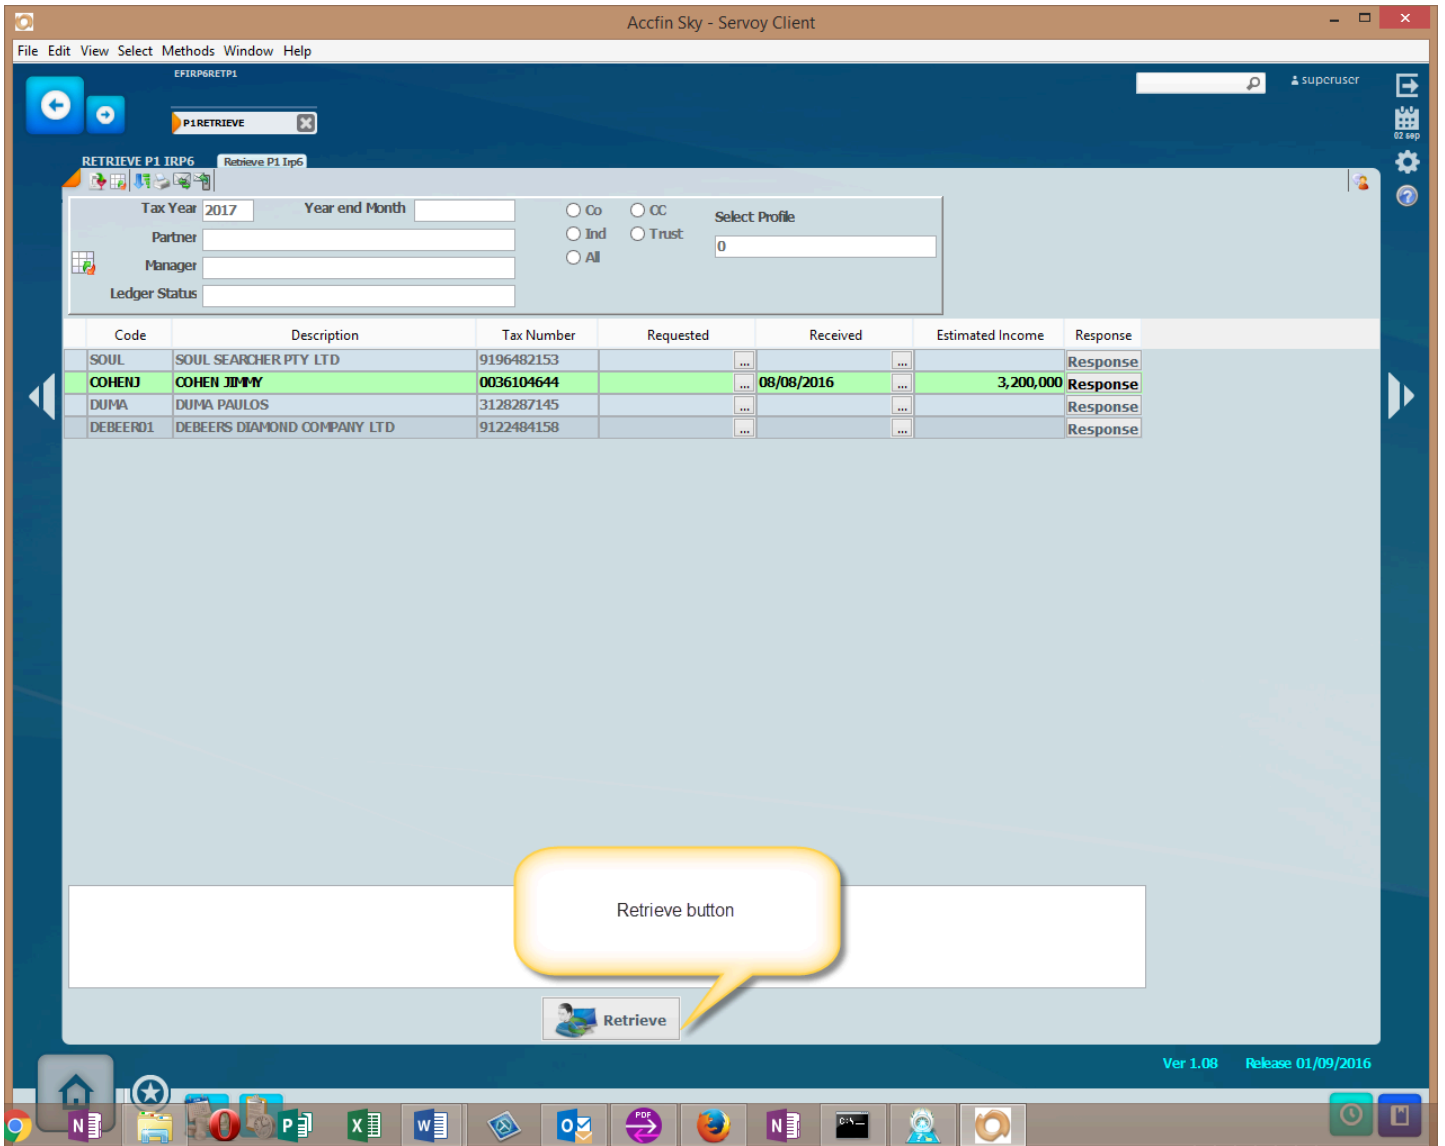 Accfin Sky - Servoy Client
File Edit View Select Methods Window Help
EFIRP6RETP1
superuser
P1RETRIEVE
02 sep
RETRIEVE P1 IRP6 Retrieve P1 Irp6
Tax Year 2017 Year end Month Co CC Select Profile
Partner Ind Trust 0
Manager All
Ledger Status
Code Description Tax Number Requested Received Estimated Income Response
SOUL SOUL SEARCHER PTY LTD 9196482153 ... ... Response
COHENJ COHEN JIMMY 0036104644 ... 08/08/2016 ... 3,200,000 Response
DUMA DUMA PAULOS 3128287145 ... ... Response
DEBEER01 DEBEERS DIAMOND COMPANY LTD 9122484158 ... ... Response
Retrieve button
Retrieve
Ver 1.08 Release 01/09/2016
N P X W O PDF N C:\_